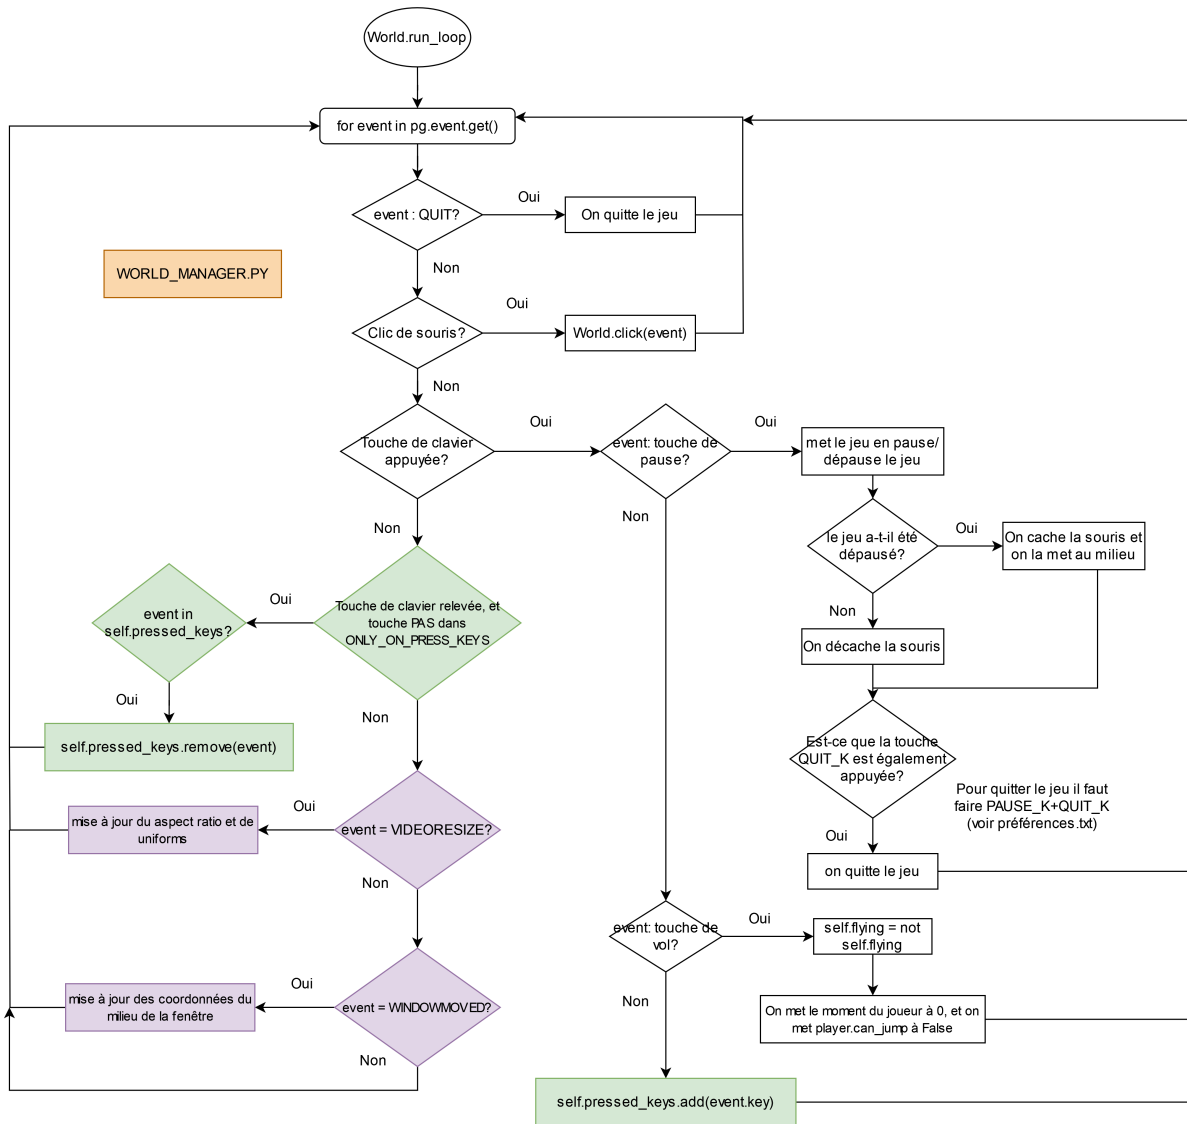 World.run_loop
for event in pg.event.get()
event : QUIT?
Oui
On quitte le jeu
Non
WORLD_MANAGER.PY
Clic de souris?
Oui
World.click(event)
Non
Touche de clavier
appuyée?
Oui
event: touche de
pause?
Oui
met le jeu en pause/
dépause le jeu
Non
Non
le jeu a-t-il été
dépausé?
Oui
On cache la souris et
on la met au milieu
Non
On décache la souris
Touche de clavier relevée, et
touche PAS dans
ONLY_ON_PRESS_KEYS
Oui
event in
self.pressed_keys?
Oui
self.pressed_keys.remove(event)
Non
Est-ce que la touche
QUIT_K est également
appuyée?
Pour quitter le jeu il faut
faire PAUSE_K+QUIT_K
(voir préférences.txt)
Oui
on quitte le jeu
event = VIDEORESIZE?
Oui
mise à jour du aspect ratio et de
uniforms
Non
event: touche de
vol?
Oui
self.flying = not
self.flying
On met le moment du joueur à 0, et on
met player.can_jump à False
Non
event = WINDOWMOVED?
Oui
mise à jour des coordonnées du
milieu de la fenêtre
Non
self.pressed_keys.add(event.key)